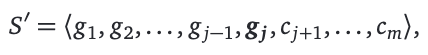 S′ = ⟨g₁, g₂, . . . , gⱼ₋₁, gⱼ, cⱼ₊₁, . . . , cₘ⟩,